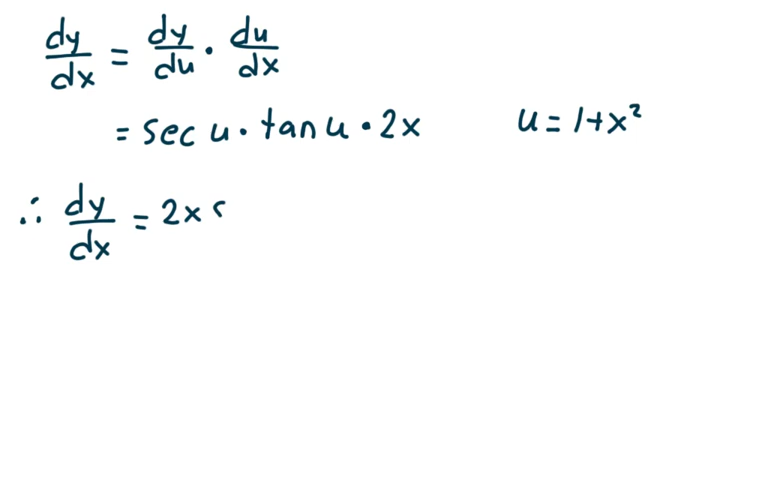 dy/dx = dy/du · du/dx
= sec u · tan u · 2x u = 1+x²
∴ dy/dx = 2x